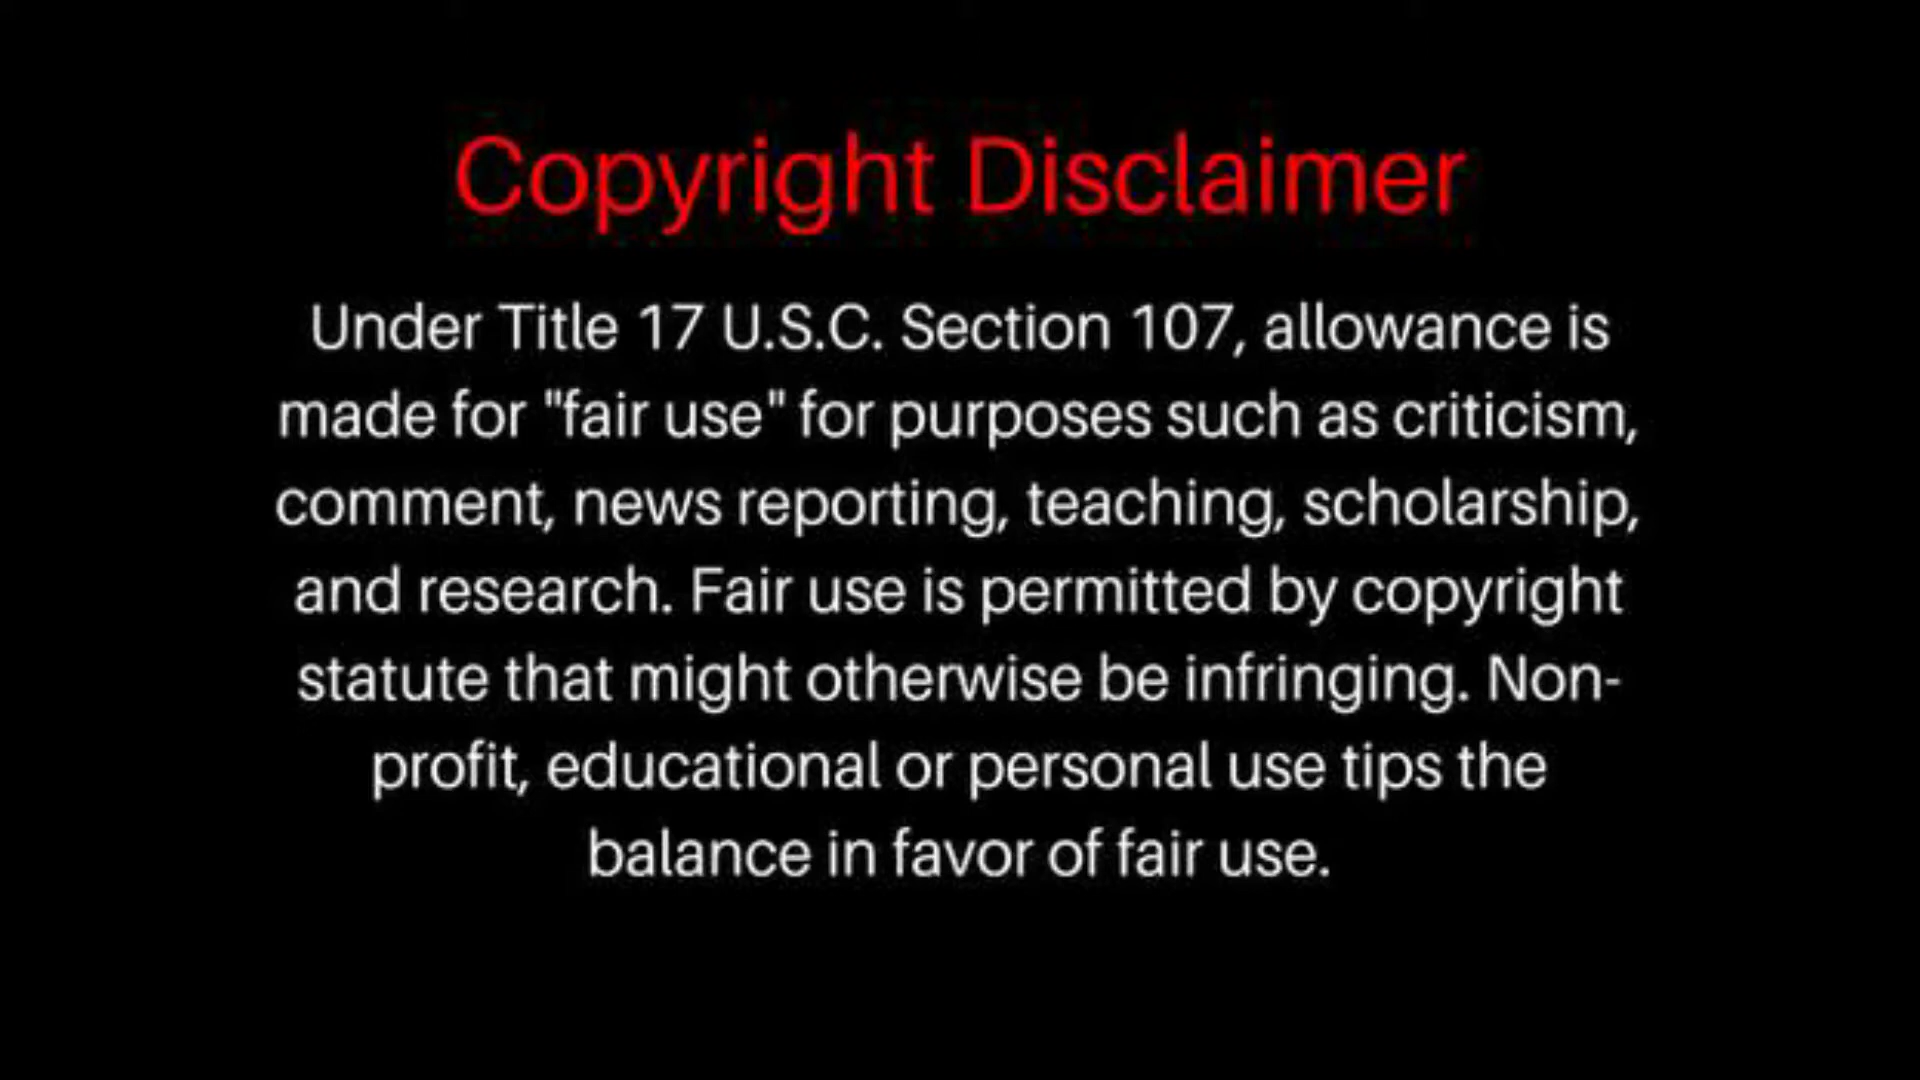 Copyright Disclaimer
Under Title 17 U.S.C. Section 107, allowance is
made for "fair use" for purposes such as criticism,
comment, news reporting, teaching, scholarship,
and research. Fair use is permitted by copyright
statute that might otherwise be infringing. Non-
profit, educational or personal use tips the
balance in favor of fair use.